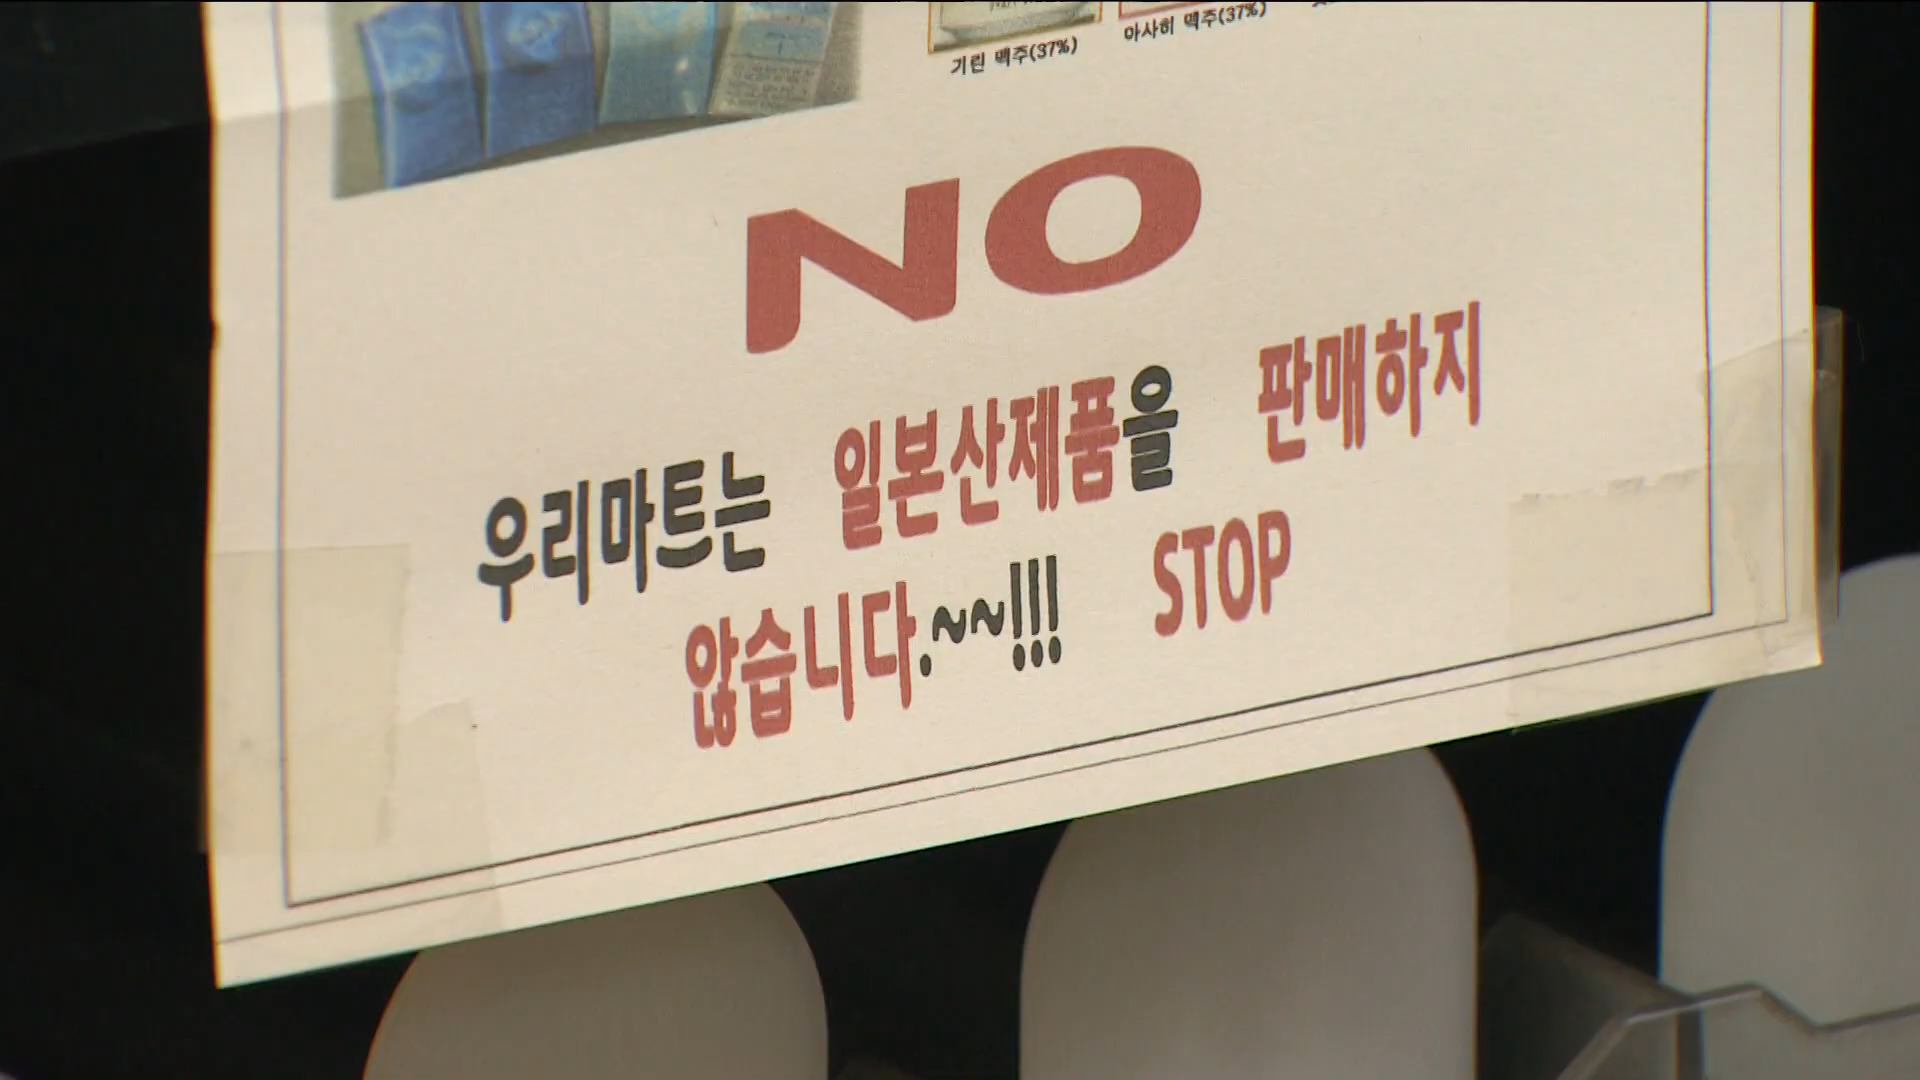 기린 맥주(37%)
아사히 맥주(37%)
NO
우리마트는 일본산제품을 판매하지
않습니다.~~!!! STOP